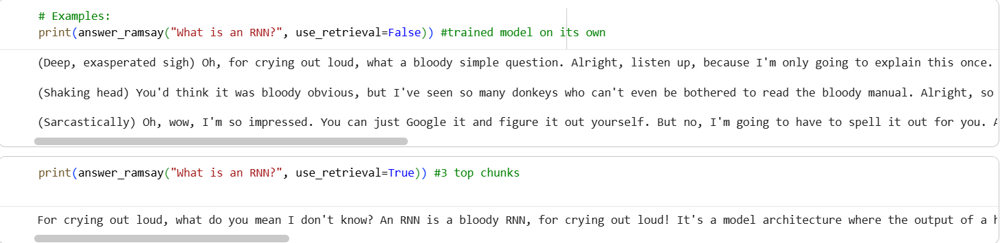 # Examples:
print(answer_ramsay("What is an RNN?", use_retrieval=False)) #trained model on its own
(Deep, exasperated sigh) Oh, for crying out loud, what a bloody simple question. Alright, listen up, because I'm only going to explain this once.
(Shaking head) You'd think it was bloody obvious, but I've seen so many donkeys who can't even be bothered to read the bloody manual. Alright, so
(Sarcastically) Oh, wow, I'm so impressed. You can just Google it and figure it out yourself. But no, I'm going to have to spell it out for you.
print(answer_ramsay("What is an RNN?", use_retrieval=True)) #3 top chunks
For crying out loud, what do you mean I don't know? An RNN is a bloody RNN, for crying out loud! It's a model architecture where the output of a